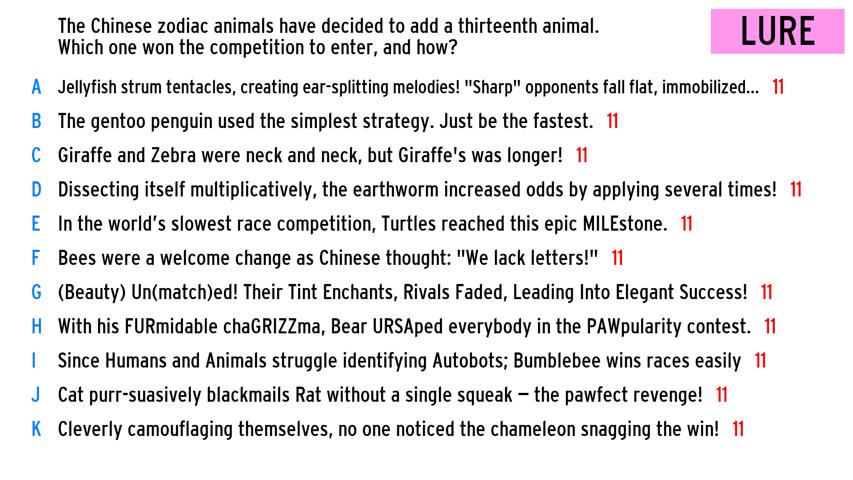 The Chinese zodiac animals have decided to add a thirteenth animal.
Which one won the competition to enter, and how?
LURE
A Jellyfish strum tentacles, creating ear-splitting melodies! "Sharp" opponents fall flat, immobilized... 11
B The gentoo penguin used the simplest strategy. Just be the fastest. 11
C Giraffe and Zebra were neck and neck, but Giraffe's was longer! 11
D Dissecting itself multiplicatively, the earthworm increased odds by applying several times! 11
E In the world's slowest race competition, Turtles reached this epic MILEstone. 11
F Bees were a welcome change as Chinese thought: "We lack letters!" 11
G (Beauty) Un(match)ed! Their Tint Enchants, Rivals Faded, Leading Into Elegant Success! 11
H With his FURmidable chaGRIZZma, Bear URSAped everybody in the PAWpularity contest. 11
I Since Humans and Animals struggle identifying Autobots; Bumblebee wins races easily 11
J Cat purr-suasively blackmails Rat without a single squeak – the pawfect revenge! 11
K Cleverly camouflaging themselves, no one noticed the chameleon snagging the win! 11